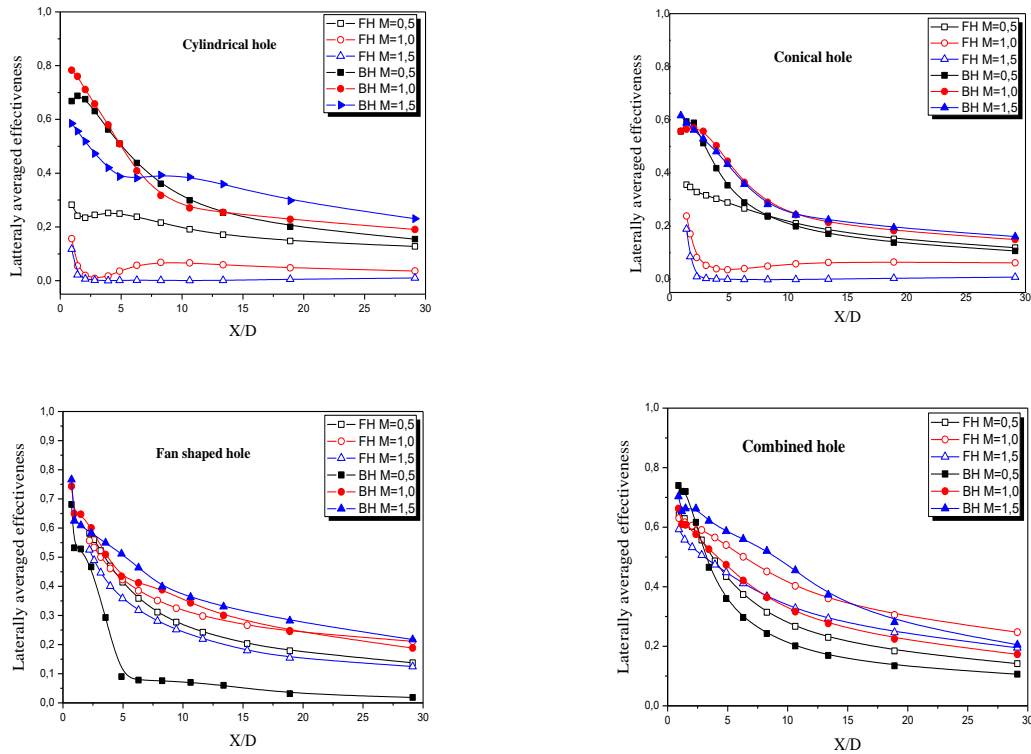 Cylindrical hole
FH M=0,5
FH M=1,0
FH M=1,5
BH M=0,5
BH M=1,0
BH M=1,5
1,0
0,8
0,6
0,4
0,2
0,0
Latteraly averaged effectiveness
0 5 10 15 20 25 30
X/D
Conical hole
FH M=0,5
FH M=1,0
FH M=1,5
BH M=0,5
BH M=1,0
BH M=1,5
1,0
0,8
0,6
0,4
0,2
0,0
Laterally averaged effectiveness
0 5 10 15 20 25 30
X/D
Fan shaped hole
FH M=0,5
FH M=1,0
FH M=1,5
BH M=0,5
BH M=1,0
BH M=1,5
1,0
0,9
0,8
0,7
0,6
0,5
0,4
0,3
0,2
0,1
0,0
Laterally averaged effectiveness
0 5 10 15 20 25 30
X/D
Combined hole
FH M=0,5
FH M=1,0
FH M=1,5
BH M=0,5
BH M=1,0
BH M=1,5
1,0
0,8
0,6
0,4
0,2
0,0
Laterally averaged effectiveness
0 5 10 15 20 25 30
X/D